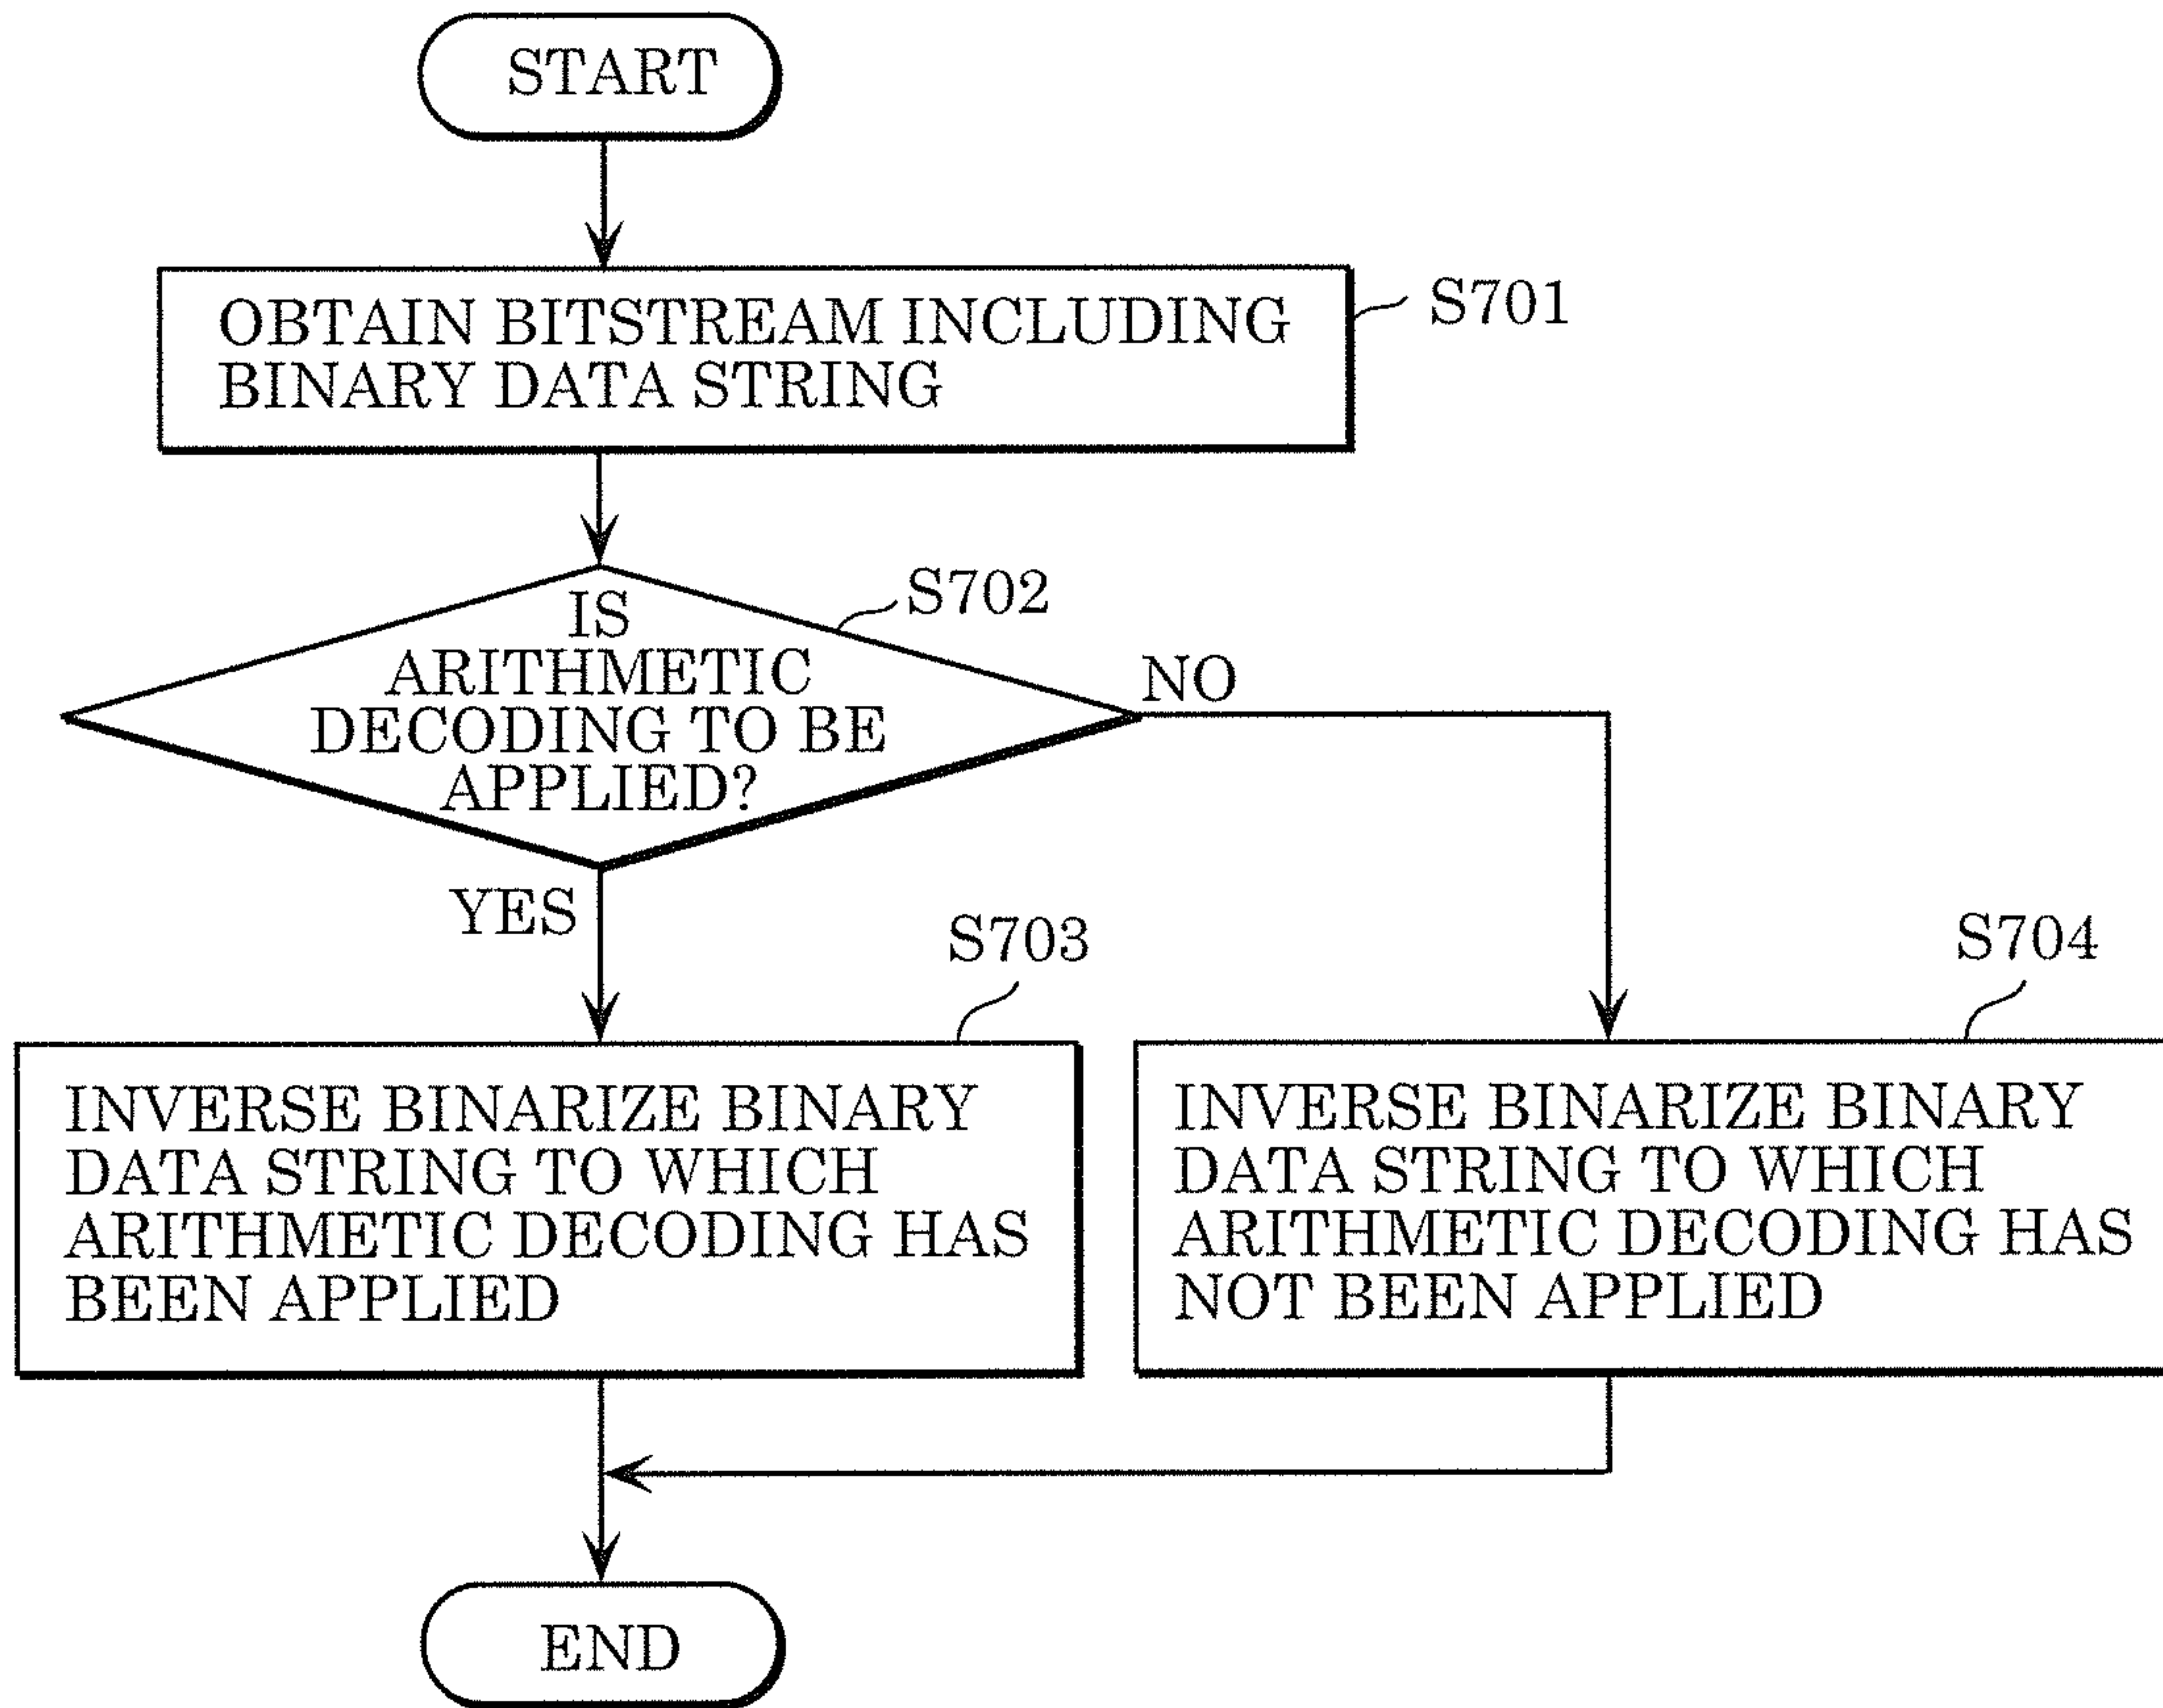 START
OBTAIN BITSTREAM INCLUDING
BINARY DATA STRING
S701
IS
ARITHMETIC
DECODING TO BE
APPLIED?
S702
NO
YES
S703
INVERSE BINARIZE BINARY
DATA STRING TO WHICH
ARITHMETIC DECODING HAS
BEEN APPLIED
S704
INVERSE BINARIZE BINARY
DATA STRING TO WHICH
ARITHMETIC DECODING HAS
NOT BEEN APPLIED
END